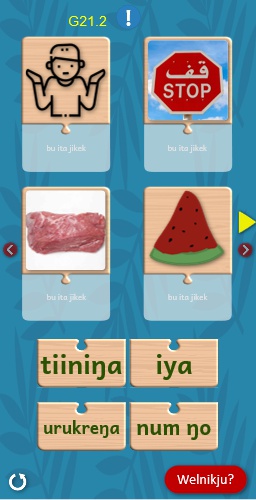 G21.2 !
قف
STOP
bu ita jikek bu ita jikek
bu ita jikek bu ita jikek
tiiniŋa iya
urukreŋa num ŋo
Welnikju?